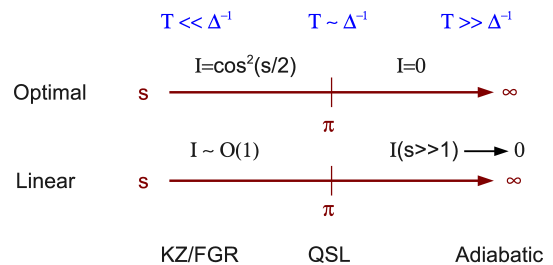 T << Δ⁻¹ T ~ Δ⁻¹ T >> Δ⁻¹
I=cos²(s/2) I=0
Optimal s ∞
π
I ~ O(1) I(s>>1) → 0
Linear s ∞
π
KZ/FGR QSL Adiabatic